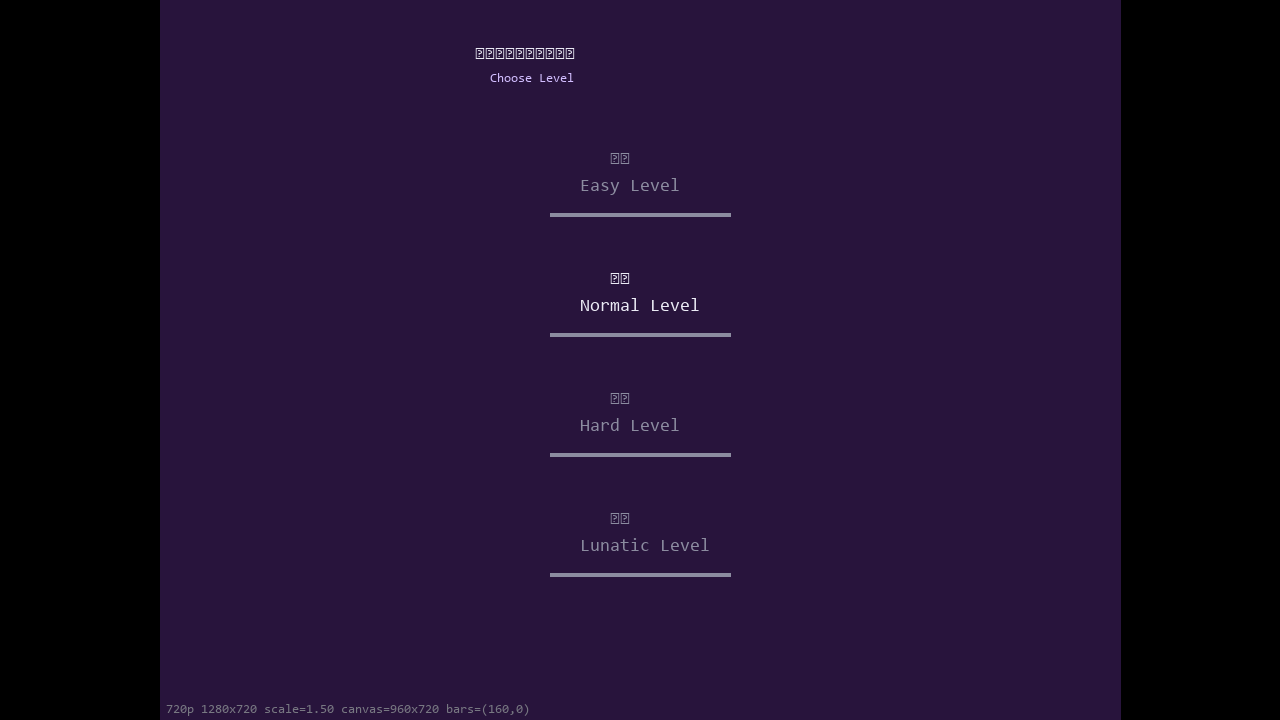 Choose Level
Easy Level
Normal Level
Hard Level
Lunatic Level
720p 1280x720 scale=1.50 canvas=960x720 bars=(160,0)